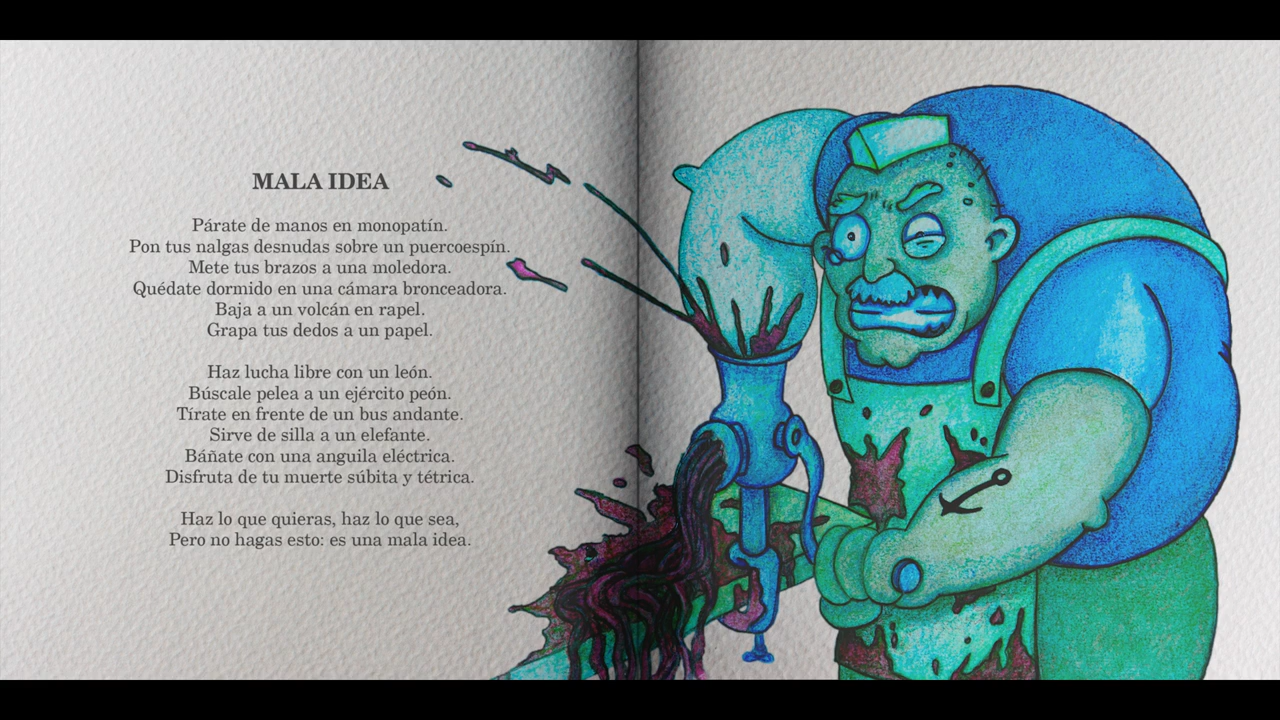 MALA IDEA
Párate de manos en monopatín.
Pon tus nalgas desnudas sobre un puercoespín.
Mete tus brazos a una moledora.
Quédate dormido en una cámara bronceadora.
Baja a un volcán en rapel.
Grapa tus dedos a un papel.
Haz lucha libre con un león.
Búscale pelea a un ejército peón.
Tírate en frente de un bus andante.
Sirve de silla a un elefante.
Báñate con una anguila eléctrica.
Disfruta de tu muerte súbita y tétrica.
Haz lo que quieras, haz lo que sea,
Pero no hagas esto: es una mala idea.